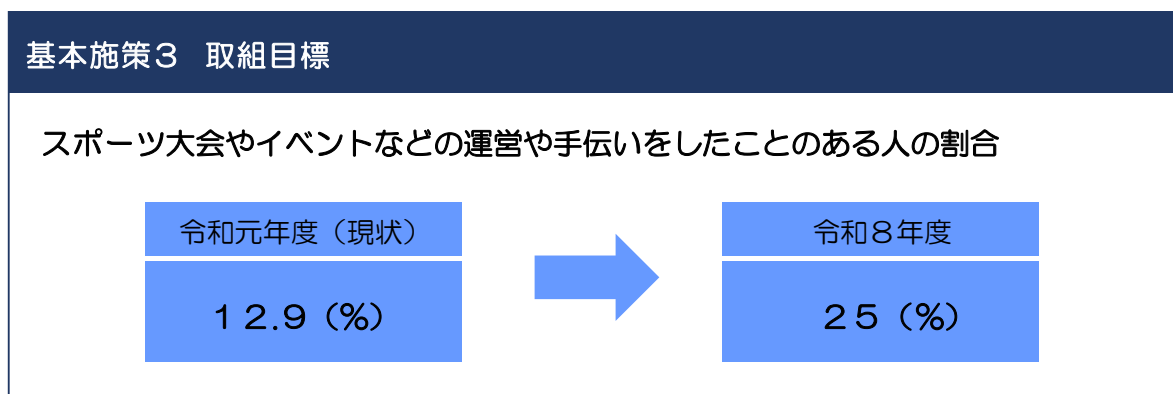 基本施策3 取組目標
スポーツ大会やイベントなどの運営や手伝いをしたことのある人の割合
令和元年度（現状）
令和８年度
１２.９（%）
２５（%）